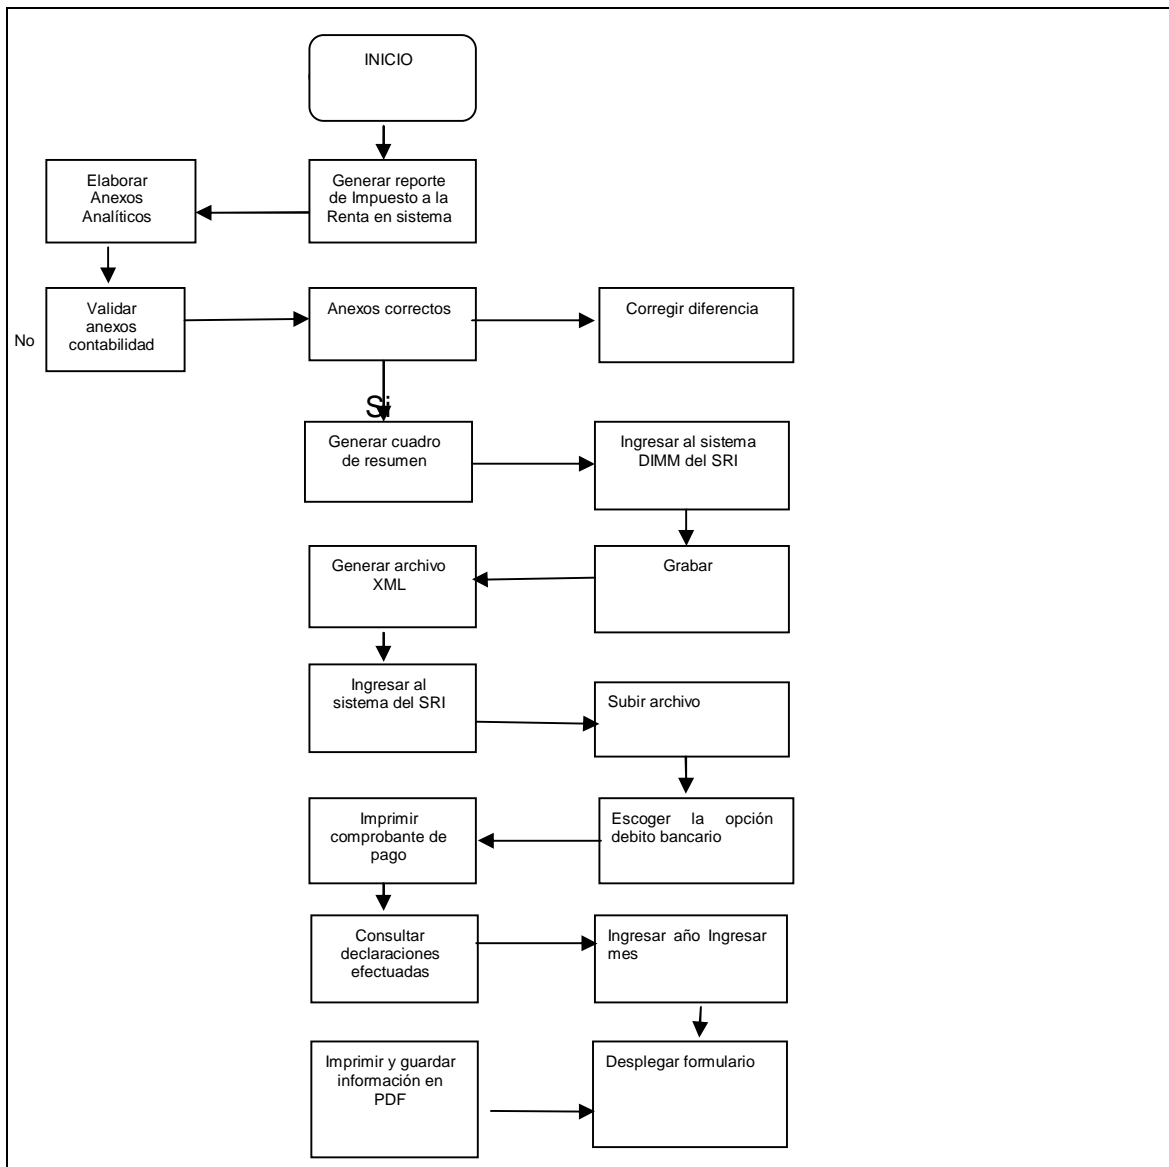 INICIO
Elaborar
Anexos
Analíticos
Generar reporte
de Impuesto a la
Renta en sistema
No
Validar
anexos
contabilidad
Anexos correctos
Corregir diferencia
Si
Generar cuadro
de resumen
Ingresar al sistema
DIMM del SRI
Generar archivo
XML
Grabar
Ingresar al
sistema del SRI
Subir archivo
Imprimir
comprobante de
pago
Escoger la opción
debito bancario
Consultar
declaraciones
efectuadas
Ingresar año Ingresar
mes
Imprimir y guardar
información en
PDF
Desplegar formulario